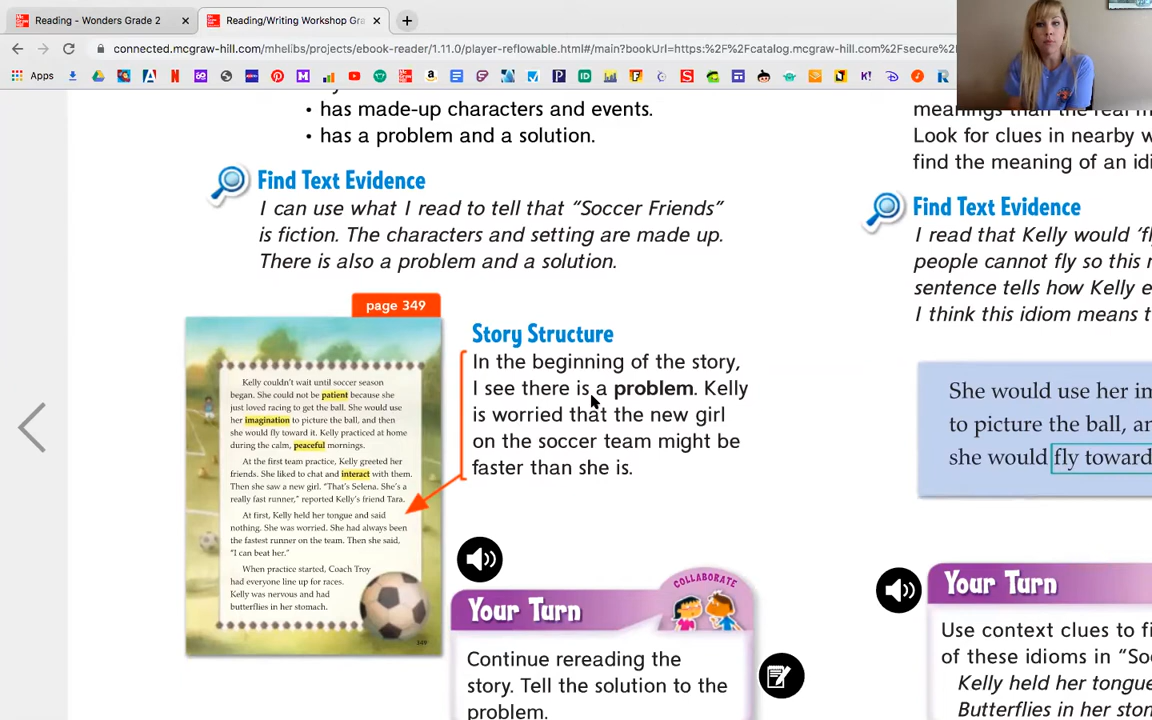 Reading - Wonders Grade 2
Reading/Writing Workshop Gra
connected.mcgraw-hill.com/mhelibs/projects/ebook-reader/1.11.0/player-reflowable.html#/main?bookUrl=https:%2F%2Fcatalog.mcgraw-hill.com%2Fsecure%
Apps
• has made-up characters and events.
• has a problem and a solution.
Find Text Evidence
I can use what I read to tell that “Soccer Friends”
is fiction. The characters and setting are made up.
There is also a problem and a solution.
page 349
Kelly couldn't wait until soccer season
began. She could not be patient because she
just loved racing to get the ball. She would use
her imagination to picture the ball, and then
she would fly toward it. Kelly practiced at home
during the calm, peaceful mornings.
At the first team practice, Kelly greeted her
friends. She liked to chat and interact with them.
Then she saw a new girl. "That's Selena. She's a
really fast runner," reported Kelly's friend Tara.
At first, Kelly held her tongue and said
nothing. She was worried. She had always been
the fastest runner on the team. Then she said,
"I can beat her."
When practice started, Coach Troy
had everyone line up for races.
Kelly was nervous and had
butterflies in her stomach.
349
Story Structure
In the beginning of the story,
I see there is a problem. Kelly
is worried that the new girl
on the soccer team might be
faster than she is.
COLLABORATE
Your Turn
Continue rereading the
story. Tell the solution to the
problem.
meanings than the real m
Look for clues in nearby w
find the meaning of an idi
Find Text Evidence
I read that Kelly would ‘fl
people cannot fly so this
sentence tells how Kelly e
I think this idiom means t
She would use her im
to picture the ball, an
she would fly toward
Your Turn
Use context clues to fi
of these idioms in “So
Kelly held her tongue
Butterflies in her ston